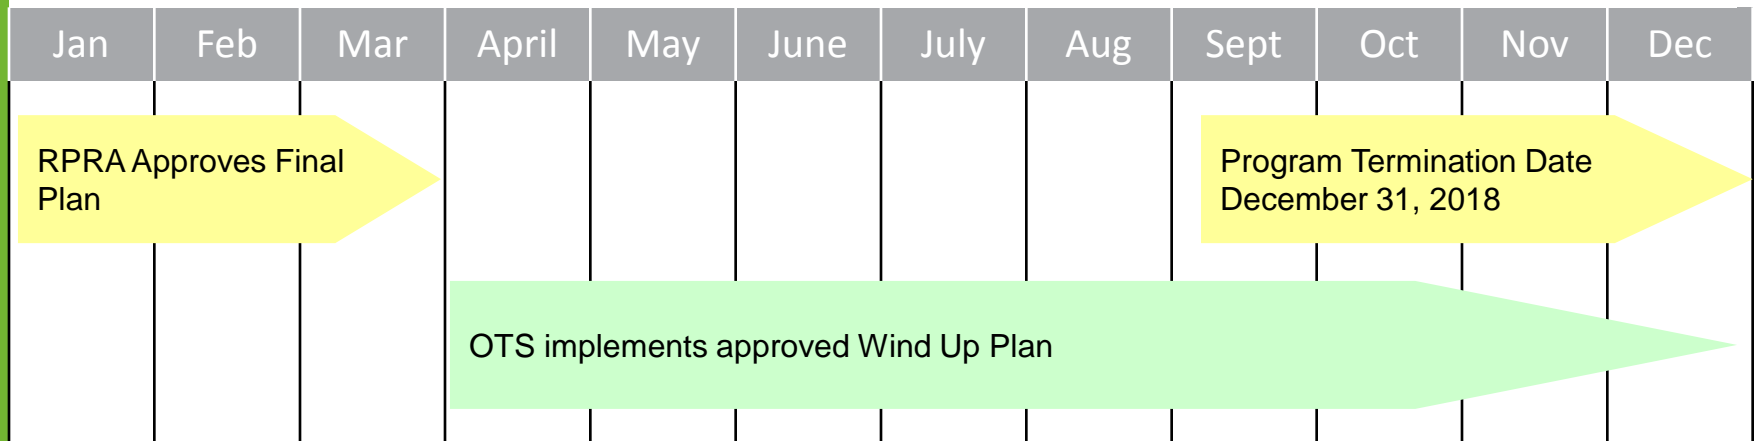 Jan Feb Mar April May June July Aug Sept Oct Nov Dec
RPRA Approves Final
Plan
Program Termination Date
December 31, 2018
OTS implements approved Wind Up Plan